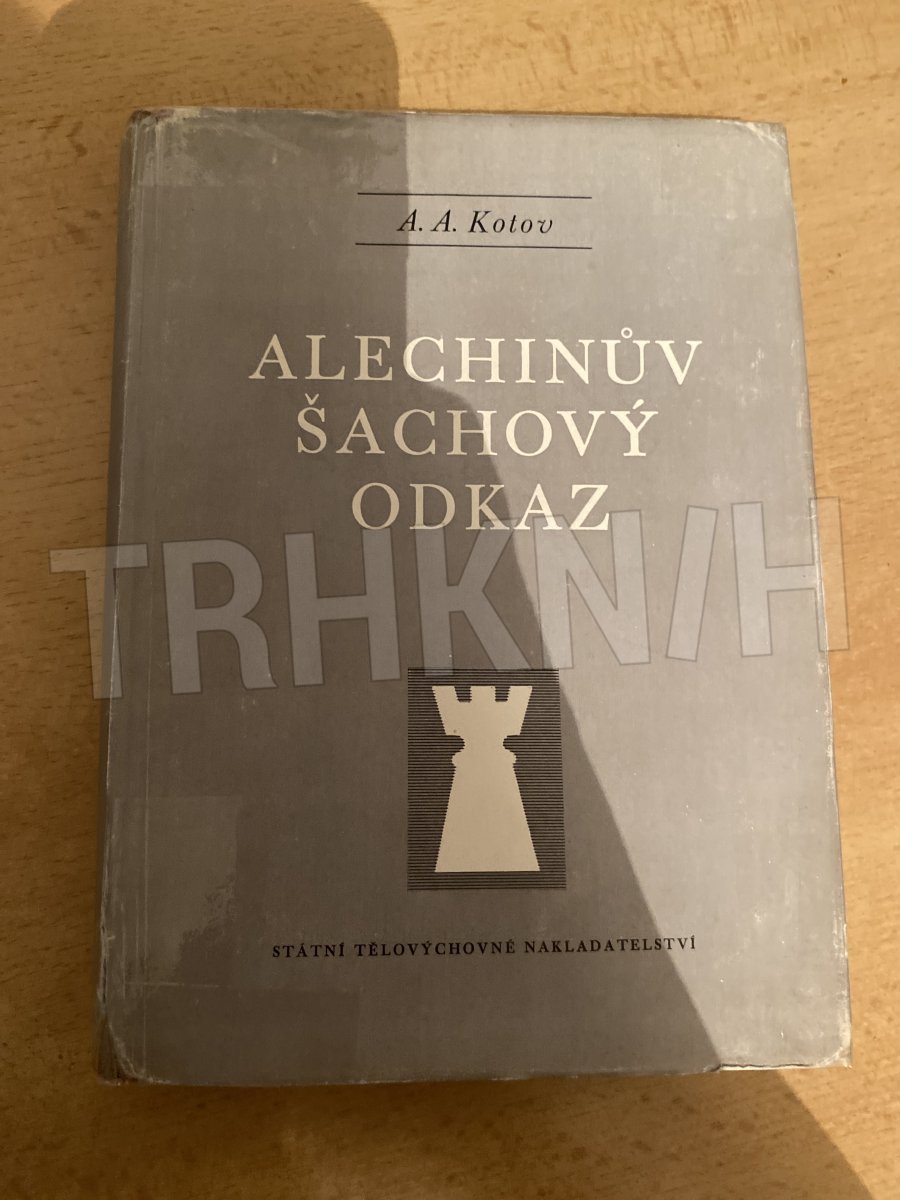 A. A. Kotov
ALECHINŮV
ŠACHOVÝ
ODKAZ
TRHKNIH
STÁTNÍ TĚLOVÝCHOVNÉ NAKLADATELSTVÍ